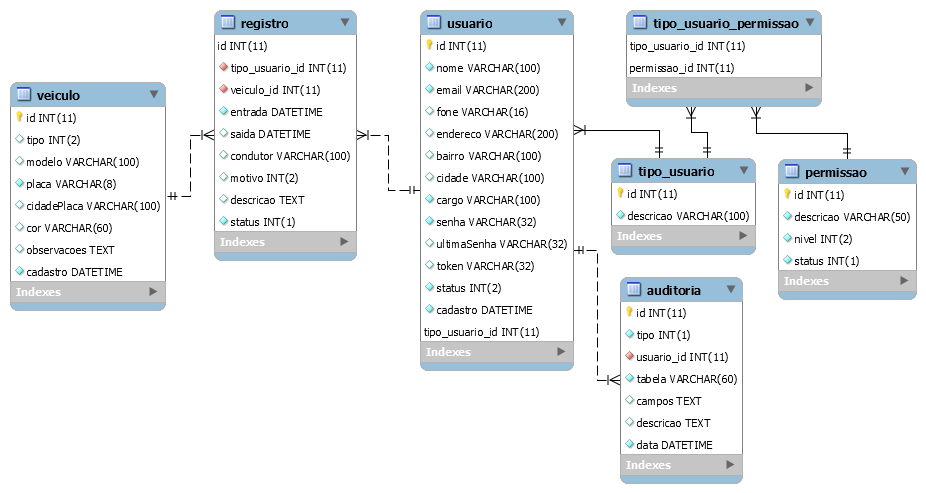 veiculo
id INT(11)
tipo INT(2)
modelo VARCHAR(100)
placa VARCHAR(8)
cidadePlaca VARCHAR(100)
cor VARCHAR(60)
observacoes TEXT
cadastro DATETIME
Indexes
registro
id INT(11)
tipo_usuario_id INT(11)
veiculo_id INT(11)
entrada DATETIME
saida DATETIME
condutor VARCHAR(100)
motivo INT(2)
descricao TEXT
status INT(1)
Indexes
usuario
id INT(11)
nome VARCHAR(100)
email VARCHAR(200)
fone VARCHAR(16)
endereco VARCHAR(200)
bairro VARCHAR(100)
cidade VARCHAR(100)
cargo VARCHAR(100)
senha VARCHAR(32)
ultimaSenha VARCHAR(32)
token VARCHAR(32)
status INT(2)
cadastro DATETIME
tipo_usuario_id INT(11)
Indexes
tipo_usuario_permissao
tipo_usuario_id INT(11)
permissao_id INT(11)
Indexes
tipo_usuario
id INT(11)
descricao VARCHAR(100)
Indexes
permissao
id INT(11)
descricao VARCHAR(50)
nivel INT(2)
status INT(1)
Indexes
auditoria
id INT(11)
tipo INT(1)
usuario_id INT(11)
tabela VARCHAR(60)
campos TEXT
descricao TEXT
data DATETIME
Indexes